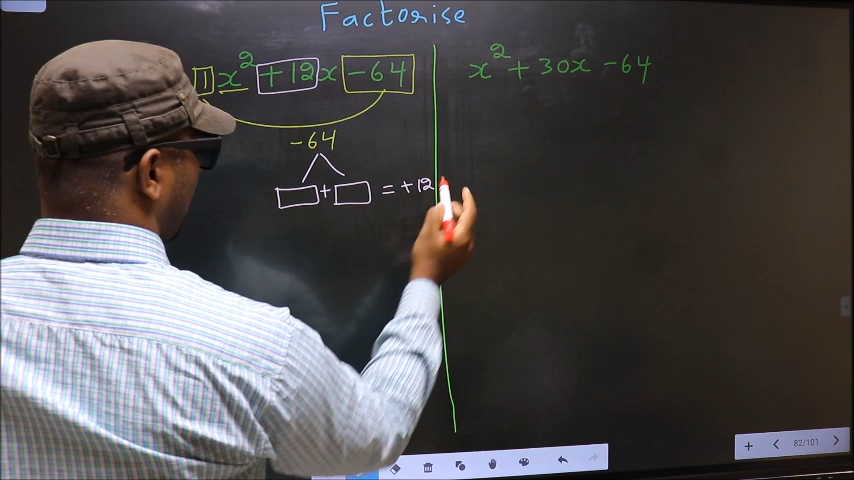 Factorise
1x² + 12x - 64
-64
□ + □ = +12
x² + 30x - 64
82/101